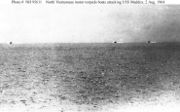 Photo # NH 95611 North Vietnamese motor torpedo boats attacking USS Maddox, 2 Aug. 1964